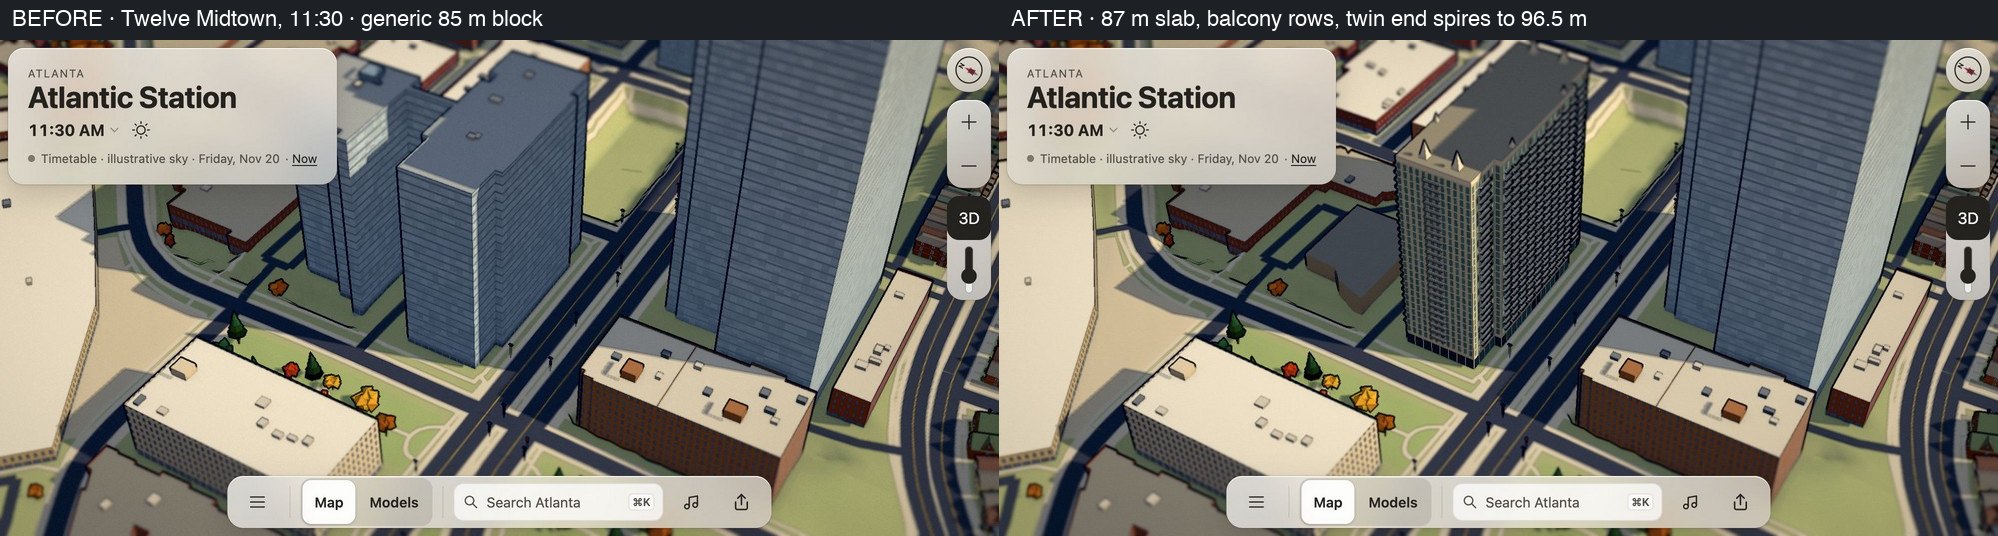 BEFORE · Twelve Midtown, 11:30 · generic 85 m block
ATLANTA
Atlantic Station
11:30 AM
Timetable · illustrative sky · Friday, Nov 20 · Now
N
+
−
3D
Map Models Search Atlanta ⌘K
AFTER · 87 m slab, balcony rows, twin end spires to 96.5 m
ATLANTA
Atlantic Station
11:30 AM
Timetable · illustrative sky · Friday, Nov 20 · Now
N
+
−
3D
Map Models Search Atlanta ⌘K